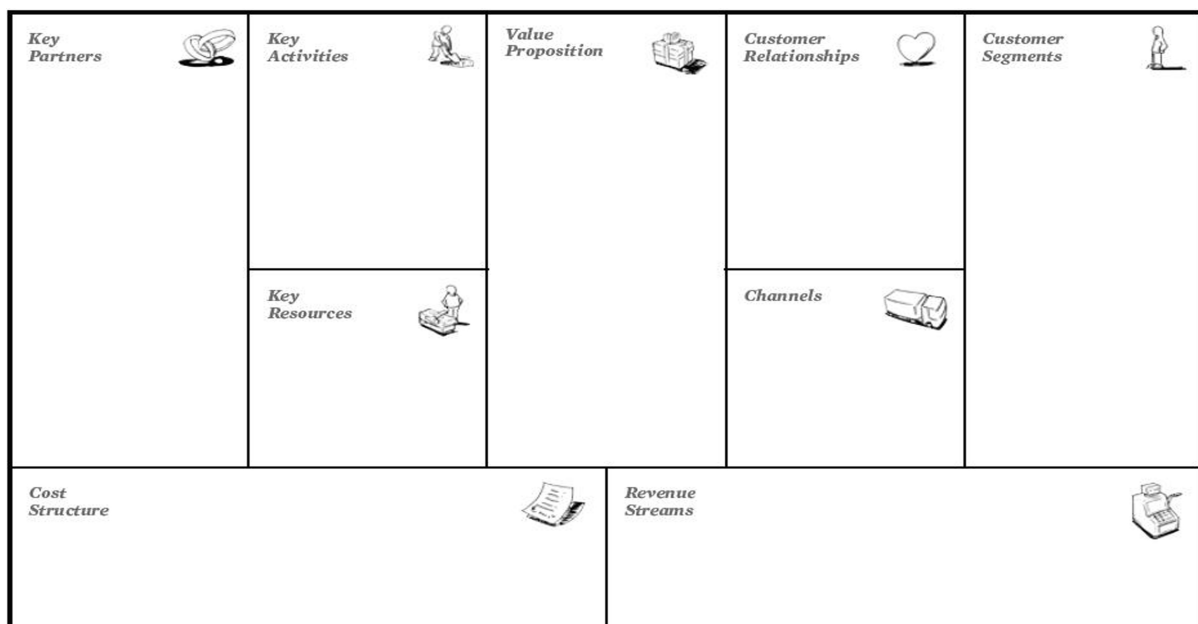 Key
Partners
Key
Activities
Value
Proposition
Customer
Relationships
Customer
Segments
Key
Resources
Channels
Cost
Structure
Revenue
Streams